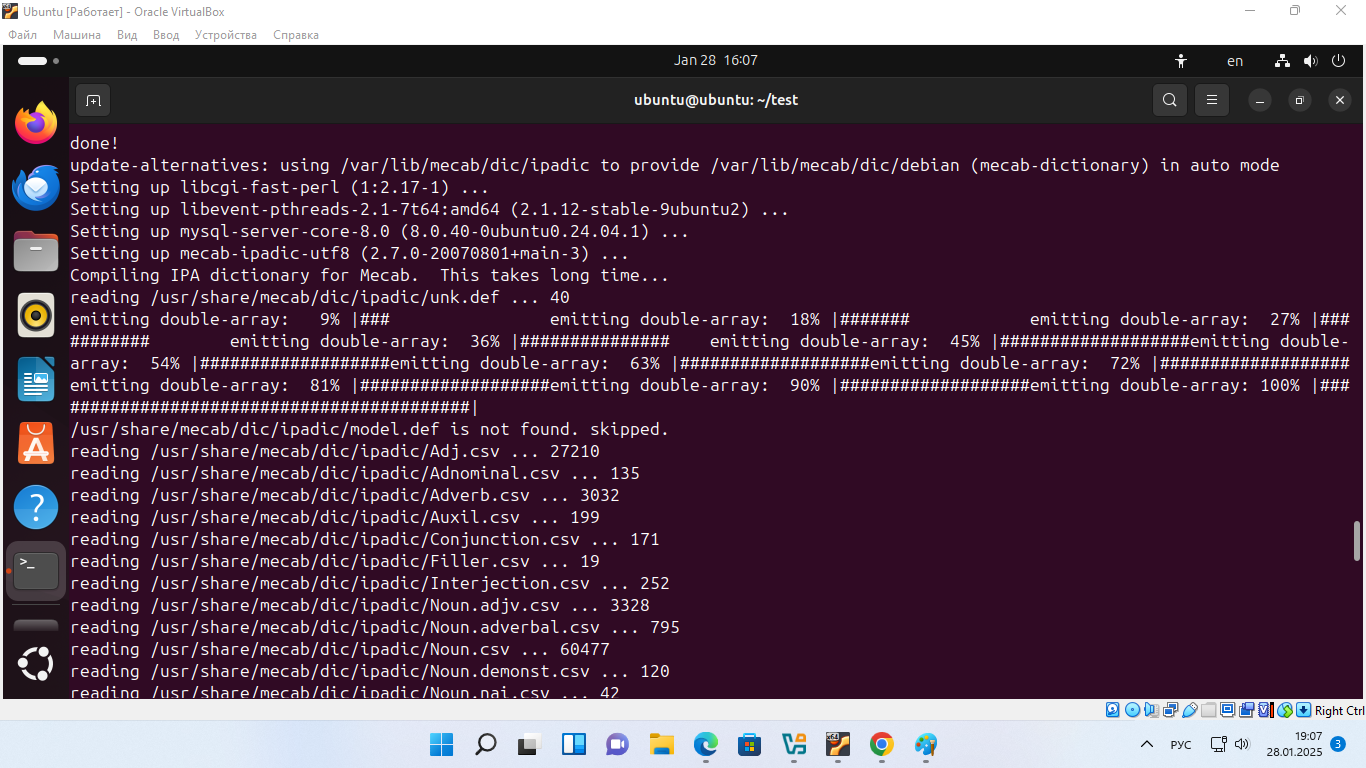 Ubuntu [Работает] - Oracle VirtualBox
Файл Машина Вид Ввод Устройства Справка
Jan 28 16:07
en
ubuntu@ubuntu: ~/test
done!
update-alternatives: using /var/lib/mecab/dic/ipadic to provide /var/lib/mecab/dic/debian (mecab-dictionary) in auto mode
Setting up libcgi-fast-perl (1:2.17-1) ...
Setting up libevent-pthreads-2.1-7t64:amd64 (2.1.12-stable-9ubuntu2) ...
Setting up mysql-server-core-8.0 (8.0.40-0ubuntu0.24.04.1) ...
Setting up mecab-ipadic-utf8 (2.7.0-20070801+main-3) ...
Compiling IPA dictionary for Mecab.  This takes long time...
reading /usr/share/mecab/dic/ipadic/unk.def ... 40
emitting double-array:   9% |###                emitting double-array:  18% |#######            emitting double-array:  27% |###
########        emitting double-array:  36% |###############    emitting double-array:  45% |###################emitting double-
array:  54% |###################emitting double-array:  63% |###################emitting double-array:  72% |###################
emitting double-array:  81% |###################emitting double-array:  90% |###################emitting double-array: 100% |###
########################################|
/usr/share/mecab/dic/ipadic/model.def is not found. skipped.
reading /usr/share/mecab/dic/ipadic/Adj.csv ... 27210
reading /usr/share/mecab/dic/ipadic/Adnominal.csv ... 135
reading /usr/share/mecab/dic/ipadic/Adverb.csv ... 3032
reading /usr/share/mecab/dic/ipadic/Auxil.csv ... 199
reading /usr/share/mecab/dic/ipadic/Conjunction.csv ... 171
reading /usr/share/mecab/dic/ipadic/Filler.csv ... 19
reading /usr/share/mecab/dic/ipadic/Interjection.csv ... 252
reading /usr/share/mecab/dic/ipadic/Noun.adjv.csv ... 3328
reading /usr/share/mecab/dic/ipadic/Noun.adverbal.csv ... 795
reading /usr/share/mecab/dic/ipadic/Noun.csv ... 60477
reading /usr/share/mecab/dic/ipadic/Noun.demonst.csv ... 120
reading /usr/share/mecab/dic/ipadic/Noun.nai.csv ... 42
Right Ctrl
x64
РУС
19:07
28.01.2025
3